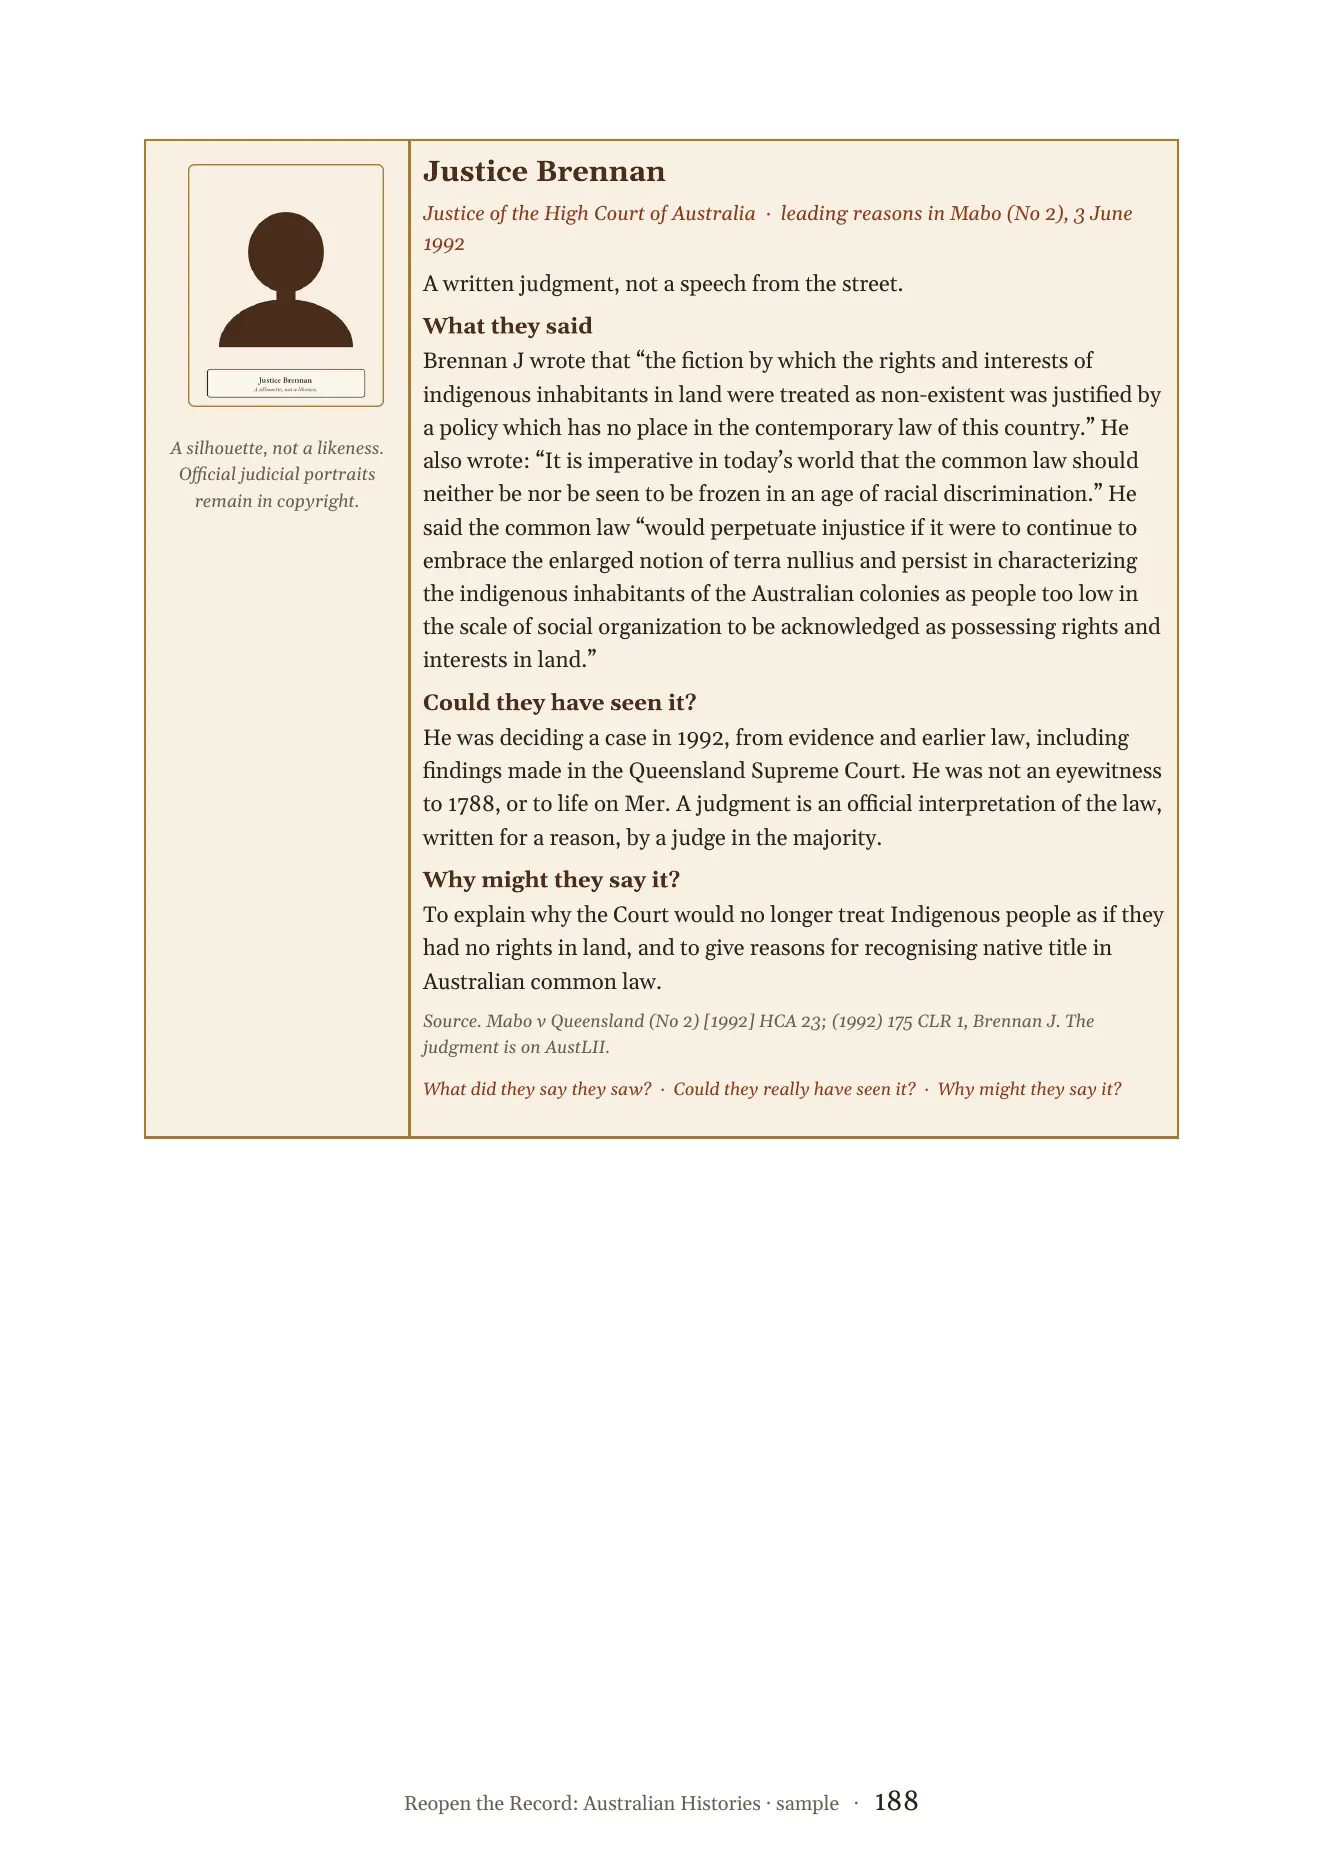 Justice Brennan
A silhouette, not a likeness.
A silhouette, not a likeness.
Official judicial portraits
remain in copyright.
Justice Brennan
Justice of the High Court of Australia · leading reasons in Mabo (No 2), 3 June
1992
A written judgment, not a speech from the street.
What they said
Brennan J wrote that “the fiction by which the rights and interests of
indigenous inhabitants in land were treated as non-existent was justified by
a policy which has no place in the contemporary law of this country.” He
also wrote: “It is imperative in today’s world that the common law should
neither be nor be seen to be frozen in an age of racial discrimination.” He
said the common law “would perpetuate injustice if it were to continue to
embrace the enlarged notion of terra nullius and persist in characterizing
the indigenous inhabitants of the Australian colonies as people too low in
the scale of social organization to be acknowledged as possessing rights and
interests in land.”
Could they have seen it?
He was deciding a case in 1992, from evidence and earlier law, including
findings made in the Queensland Supreme Court. He was not an eyewitness
to 1788, or to life on Mer. A judgment is an official interpretation of the law,
written for a reason, by a judge in the majority.
Why might they say it?
To explain why the Court would no longer treat Indigenous people as if they
had no rights in land, and to give reasons for recognising native title in
Australian common law.
Source. Mabo v Queensland (No 2) [1992] HCA 23; (1992) 175 CLR 1, Brennan J. The
judgment is on AustLII.
What did they say they saw? · Could they really have seen it? · Why might they say it?
Reopen the Record: Australian Histories · sample · 188